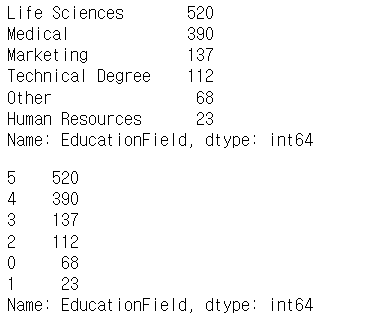 Life Sciences 520
Medical 390
Marketing 137
Technical Degree 112
Other 68
Human Resources 23
Name: EducationField, dtype: int64
5 520
4 390
3 137
2 112
0 68
1 23
Name: EducationField, dtype: int64